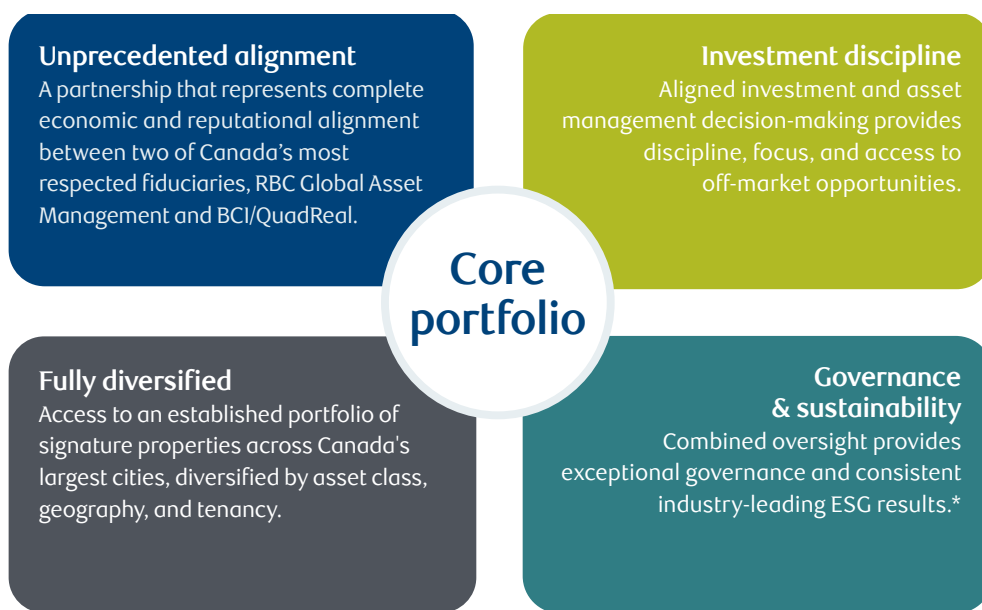 Unprecedented alignment
A partnership that represents complete
economic and reputational alignment
between two of Canada’s most
respected fiduciaries, RBC Global Asset
Management and BCI/QuadReal.
Investment discipline
Aligned investment and asset
management decision-making provides
discipline, focus, and access to
off-market opportunities.
Core
portfolio
Fully diversified
Access to an established portfolio of
signature properties across Canada's
largest cities, diversified by asset class,
geography, and tenancy.
Governance
& sustainability
Combined oversight provides
exceptional governance and consistent
industry-leading ESG results.*